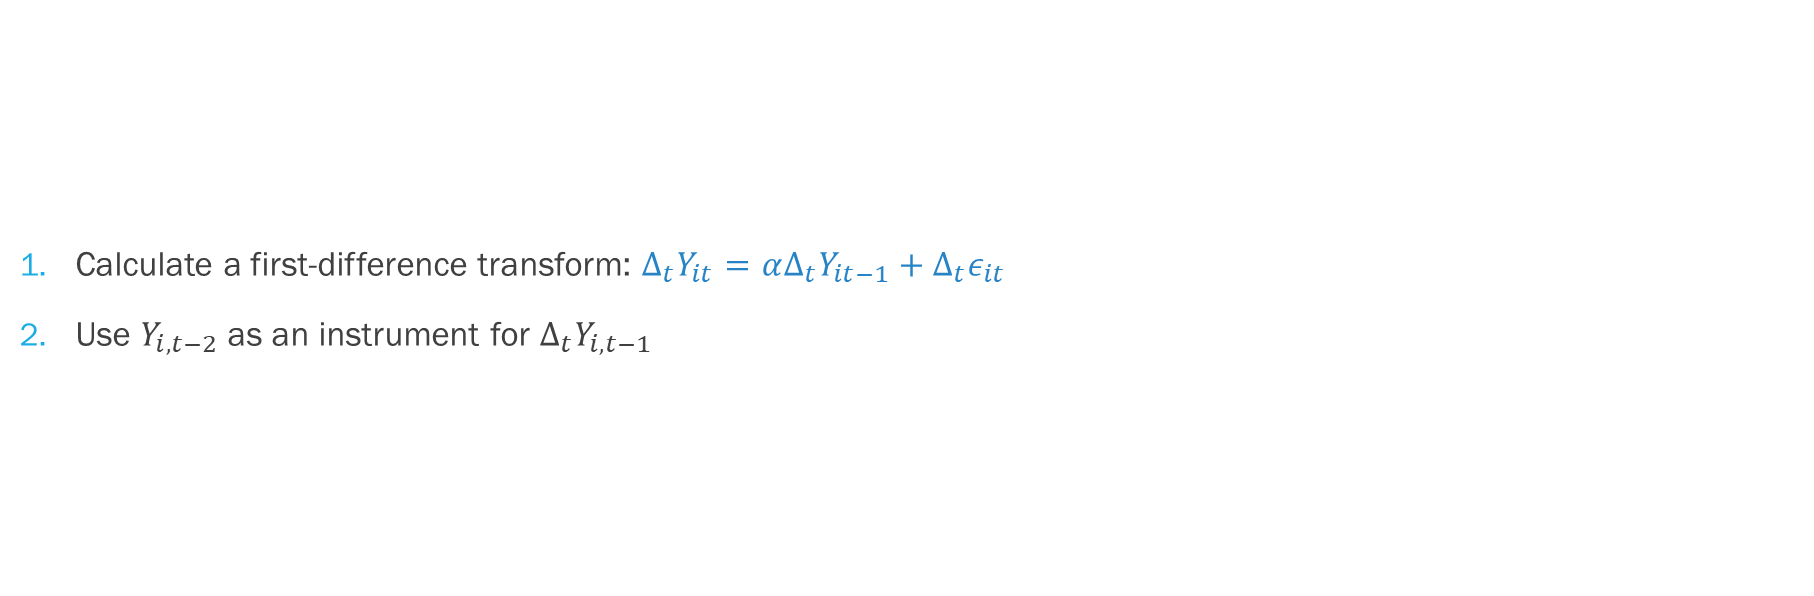 1. Calculate a first-difference transform: Δ_t Y_it = αΔ_t Y_it−1 + Δ_t ϵ_it
2. Use Y_i,t−2 as an instrument for Δ_t Y_i,t−1